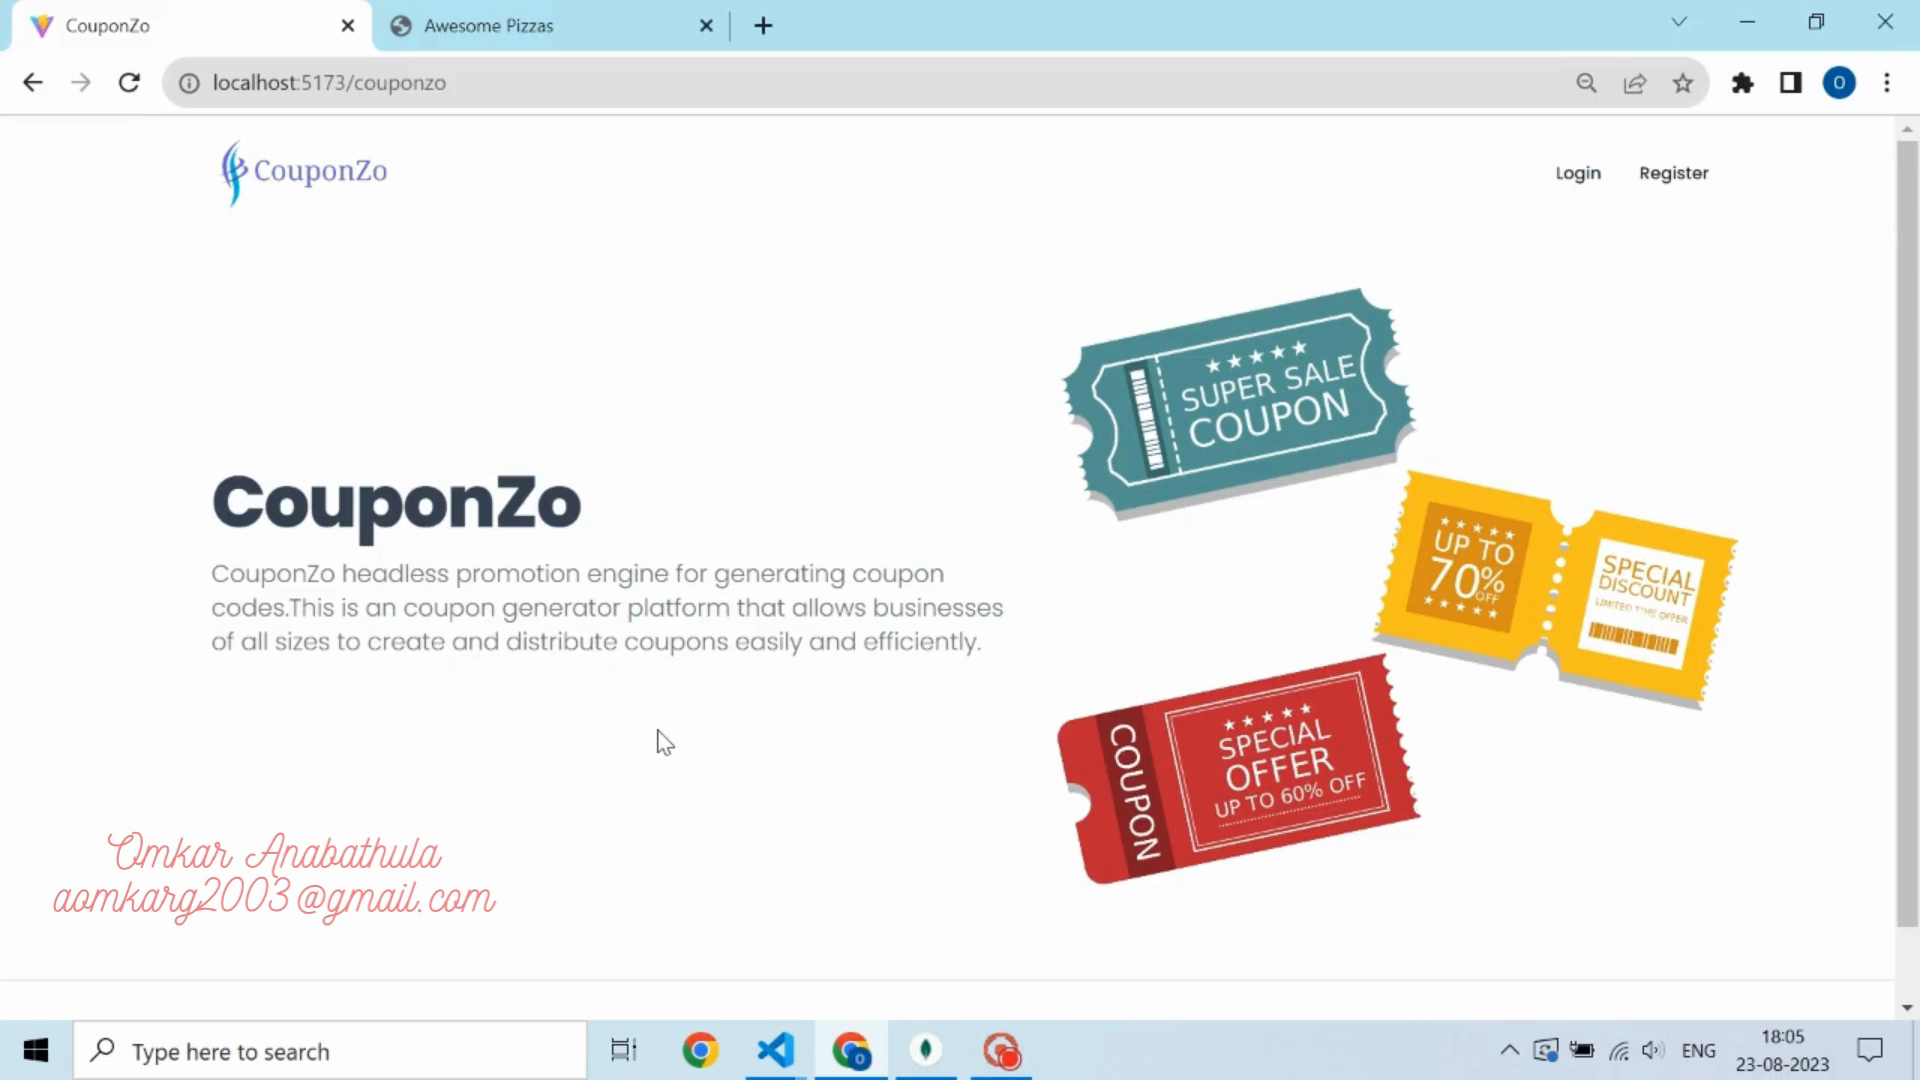 CouponZo
Awesome Pizzas
localhost:5173/couponzo
O
CouponZo
Login
Register
SUPER SALE
COUPON
CouponZo
CouponZo headless promotion engine for generating coupon
codes.This is an coupon generator platform that allows businesses
of all sizes to create and distribute coupons easily and efficiently.
UP TO
70%
OFF
SPECIAL
DISCOUNT
LIMITED TIME OFFER
COUPON
SPECIAL
OFFER
UP TO 60% OFF
Omkar Anabathula
aomkarg2003@gmail.com
Type here to search
O
ENG
18:05
23-08-2023